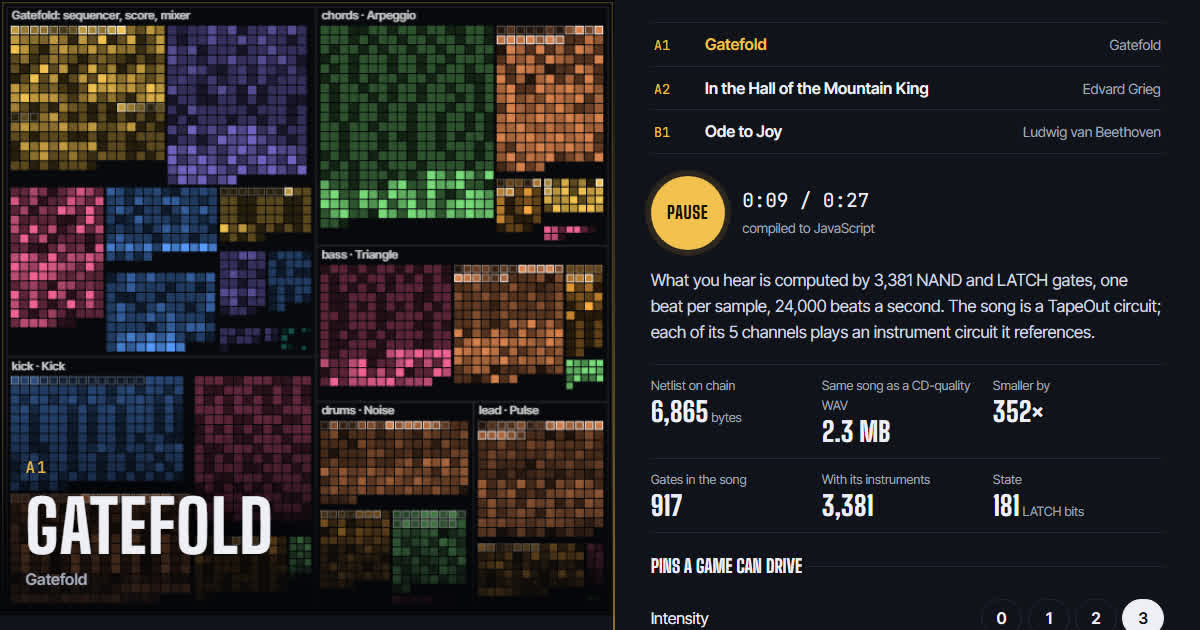 Gatefold: sequencer, score, mixer
chords · Arpeggio
bass · Triangle
kick · Kick
drums · Noise
lead · Pulse
A1
GATEFOLD
Gatefold
A1 Gatefold Gatefold
A2 In the Hall of the Mountain King Edvard Grieg
B1 Ode to Joy Ludwig van Beethoven
PAUSE
0:09 / 0:27
compiled to JavaScript
What you hear is computed by 3,381 NAND and LATCH gates, one
beat per sample, 24,000 beats a second. The song is a TapeOut circuit;
each of its 5 channels plays an instrument circuit it references.
Netlist on chain
6,865 bytes
Same song as a CD-quality
WAV
2.3 MB
Smaller by
352×
Gates in the song
917
With its instruments
3,381
State
181 LATCH bits
PINS A GAME CAN DRIVE
Intensity 0 1 2 3